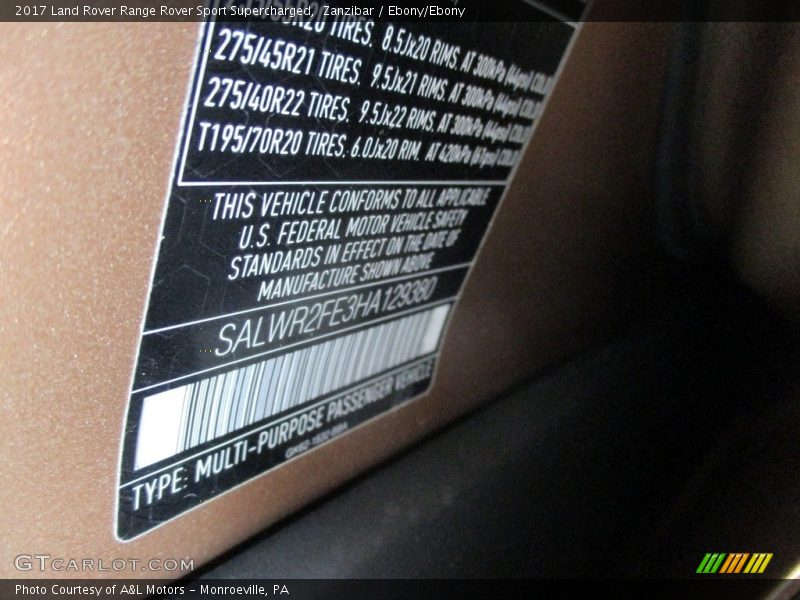 2017 Land Rover Range Rover Sport Supercharged, Zanzibar / Ebony/Ebony
TIRES. 8.5Jx20 RIMS. AT 300kPa
275/45R21 TIRES. 9.5Jx21 RIMS. AT 300kPa
275/40R22 TIRES. 9.5Jx22 RIMS. AT 300kPa
T195/70R20 TIRES. 6.0Jx20 RIM. AT 420kPa
THIS VEHICLE CONFORMS TO ALL APPLICABLE
U.S. FEDERAL MOTOR VEHICLE SAFETY
STANDARDS IN EFFECT ON THE DATE OF
MANUFACTURE SHOWN ABOVE
SALWR2FE3HA129380
TYPE: MULTI-PURPOSE PASSENGER VEHICLE
GTCARLOT.COM
Photo Courtesy of A&L Motors - Monroeville, PA